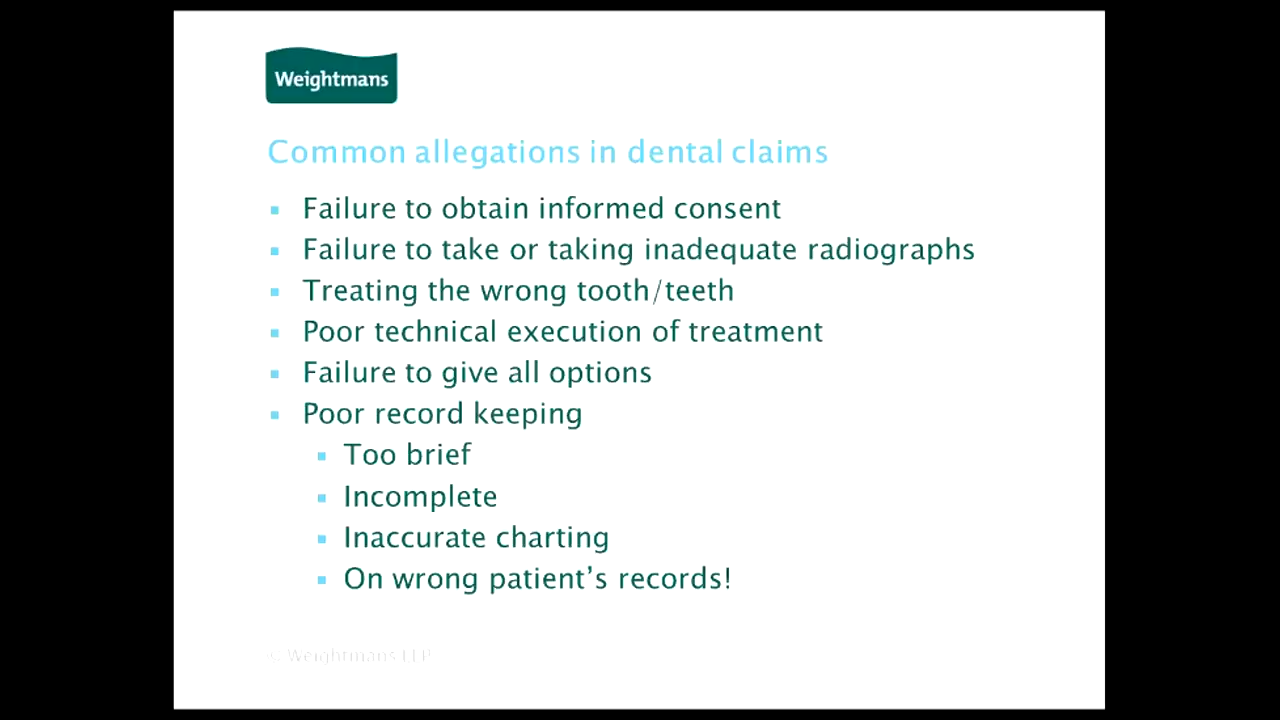 Weightmans
Common allegations in dental claims
Failure to obtain informed consent
Failure to take or taking inadequate radiographs
Treating the wrong tooth/teeth
Poor technical execution of treatment
Failure to give all options
Poor record keeping
Too brief
Incomplete
Inaccurate charting
On wrong patient’s records!
© Weightmans LLP